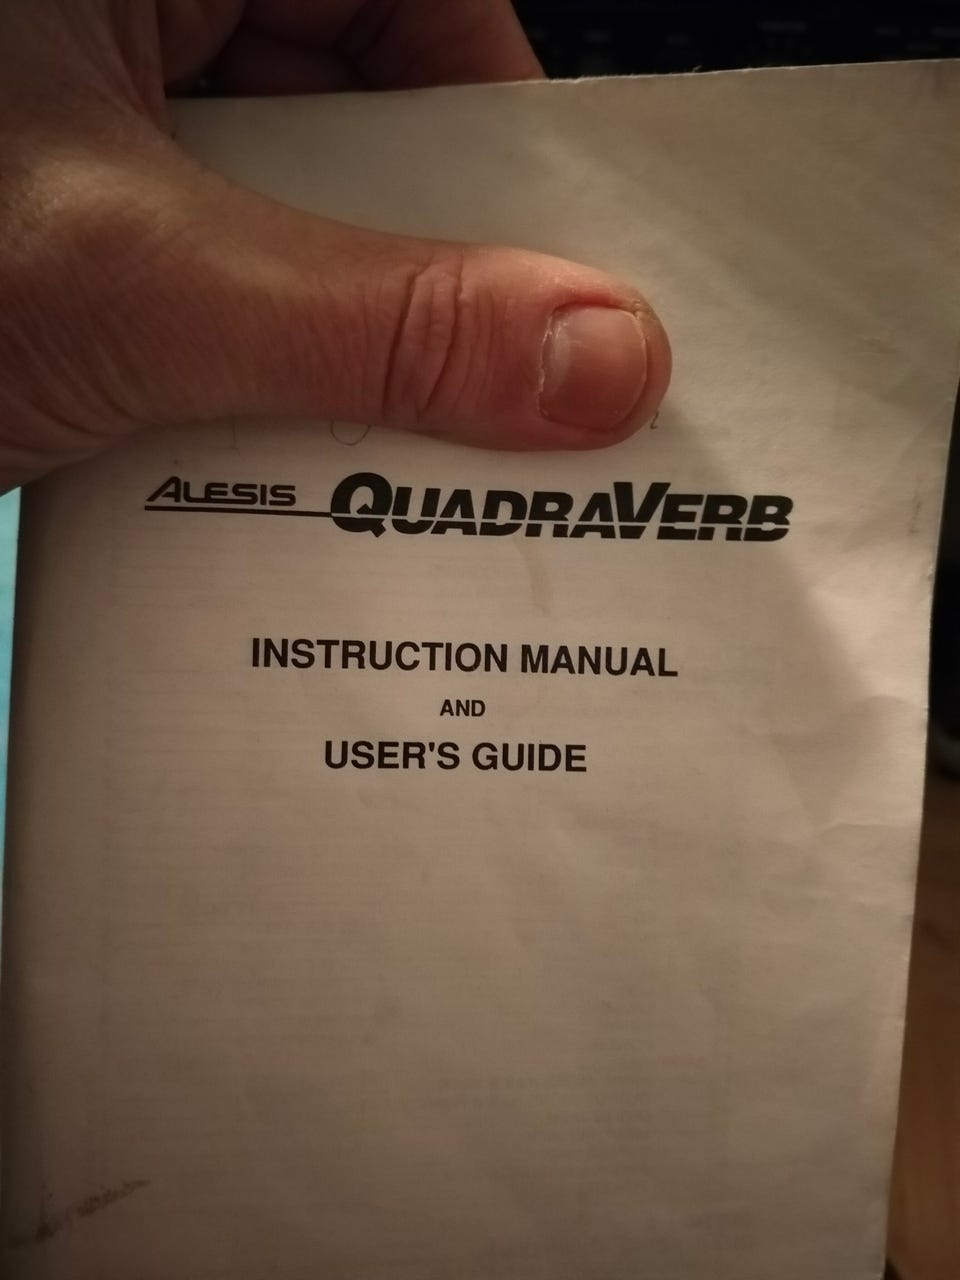 ALESIS QUADRAVERB
INSTRUCTION MANUAL
AND
USER'S GUIDE